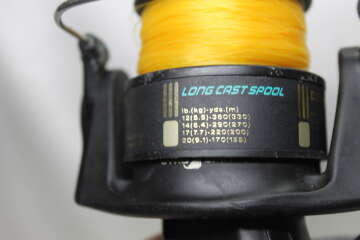 LONG CAST SPOOL
lb.(kg)-yds.(m)
12(5.5)-360(330)
14(6.4)-290(270)
17(7.7)-220(200)
20(9.1)-170(155)